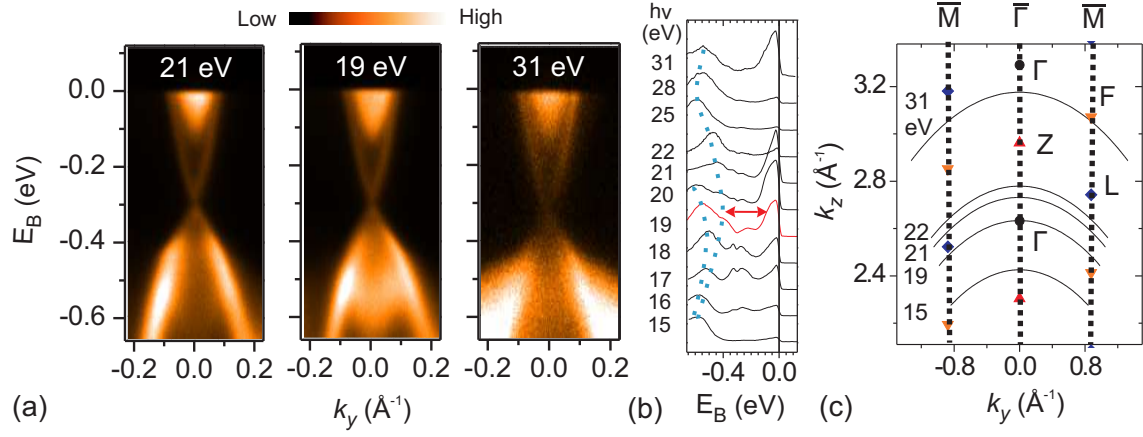 Low High
21 eV
19 eV
31 eV
E_B (eV)
0.0
-0.2
-0.4
-0.6
-0.2 0.0 0.2
-0.2 0.0 0.2
-0.2 0.0 0.2
k_y (Å⁻¹)
(a)
hν
(eV)
31
28
25
22
21
20
19
18
17
16
15
-0.4 0.0
E_B (eV)
(b)
M̅ Γ̅ M̅
k_z (Å⁻¹)
3.2
2.8
2.4
31
eV
22
21
19
15
Γ
F
Z
L
Γ
-0.8 0.0 0.8
k_y (Å⁻¹)
(c)